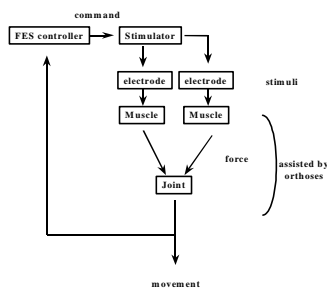 command
FES controller
Stimulator
electrode
electrode
stimuli
Muscle
Muscle
force
assisted by
orthoses
Joint
movement